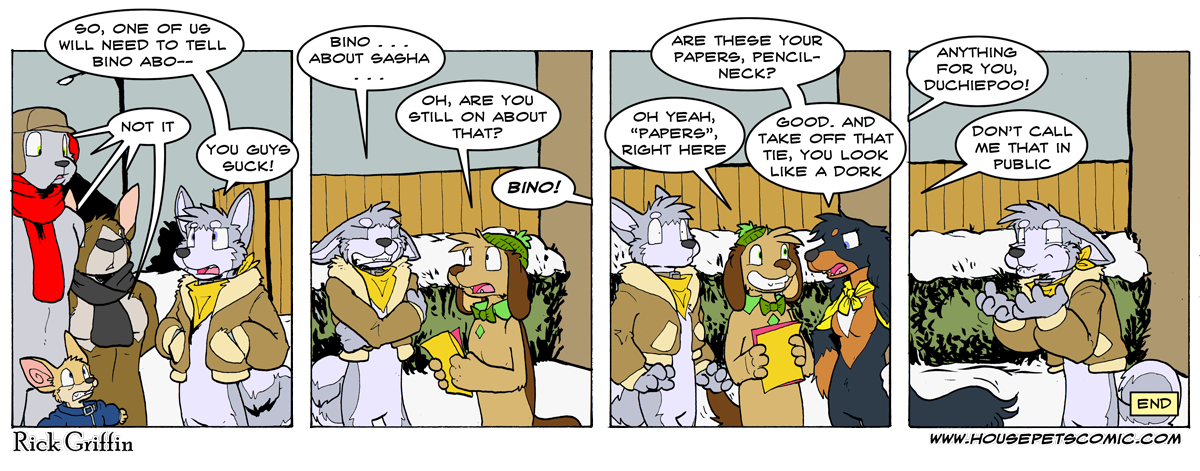 SO, ONE OF US
WILL NEED TO TELL
BINO ABO--
NOT IT
YOU GUYS
SUCK!
BINO . . .
ABOUT SASHA
. . .
OH, ARE YOU
STILL ON ABOUT
THAT?
BINO!
ARE THESE YOUR
PAPERS, PENCIL-
NECK?
OH YEAH,
"PAPERS",
RIGHT HERE
GOOD. AND
TAKE OFF THAT
TIE, YOU LOOK
LIKE A DORK
ANYTHING
FOR YOU,
DUCHIEPOO!
DON'T CALL
ME THAT IN
PUBLIC
END
Rick Griffin
WWW.HOUSEPETSCOMIC.COM